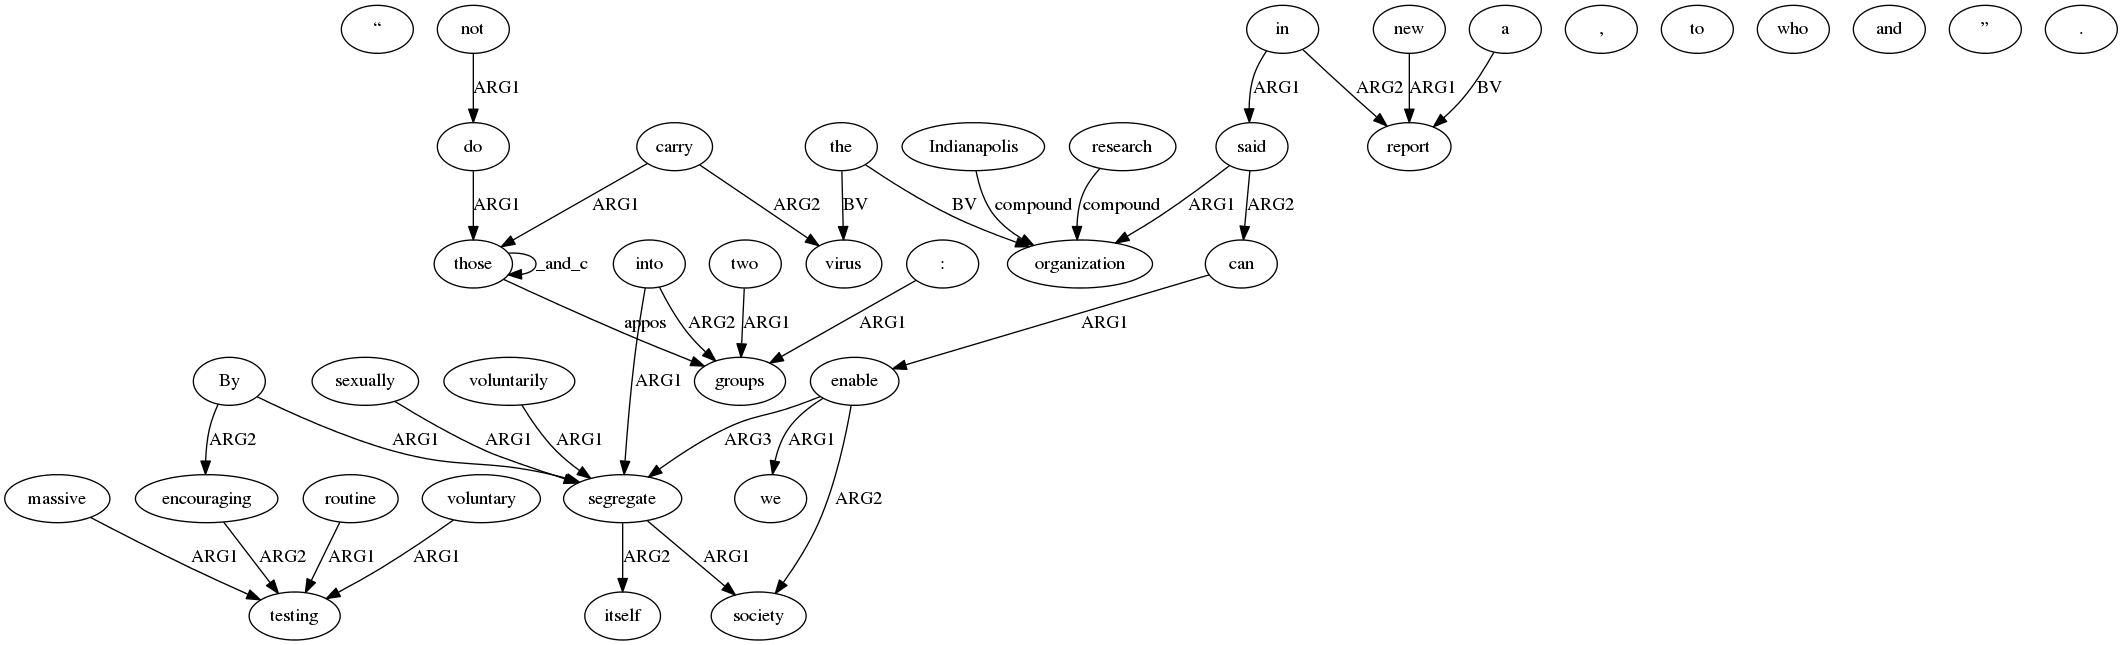 “ not in new a , to who and ” .
ARG1 ARG1 ARG2 ARG1 BV
do carry the Indianapolis research said report
ARG1 ARG1 ARG2 BV BV compound compound ARG1 ARG2
those _and_c into two virus : organization can
appos ARG2 ARG1 ARG1 ARG1
By sexually voluntarily groups enable
ARG1
ARG2 ARG1 ARG1 ARG1 ARG3 ARG1
massive encouraging routine voluntary segregate we
ARG2
ARG1 ARG2 ARG1 ARG1 ARG2 ARG1
testing itself society